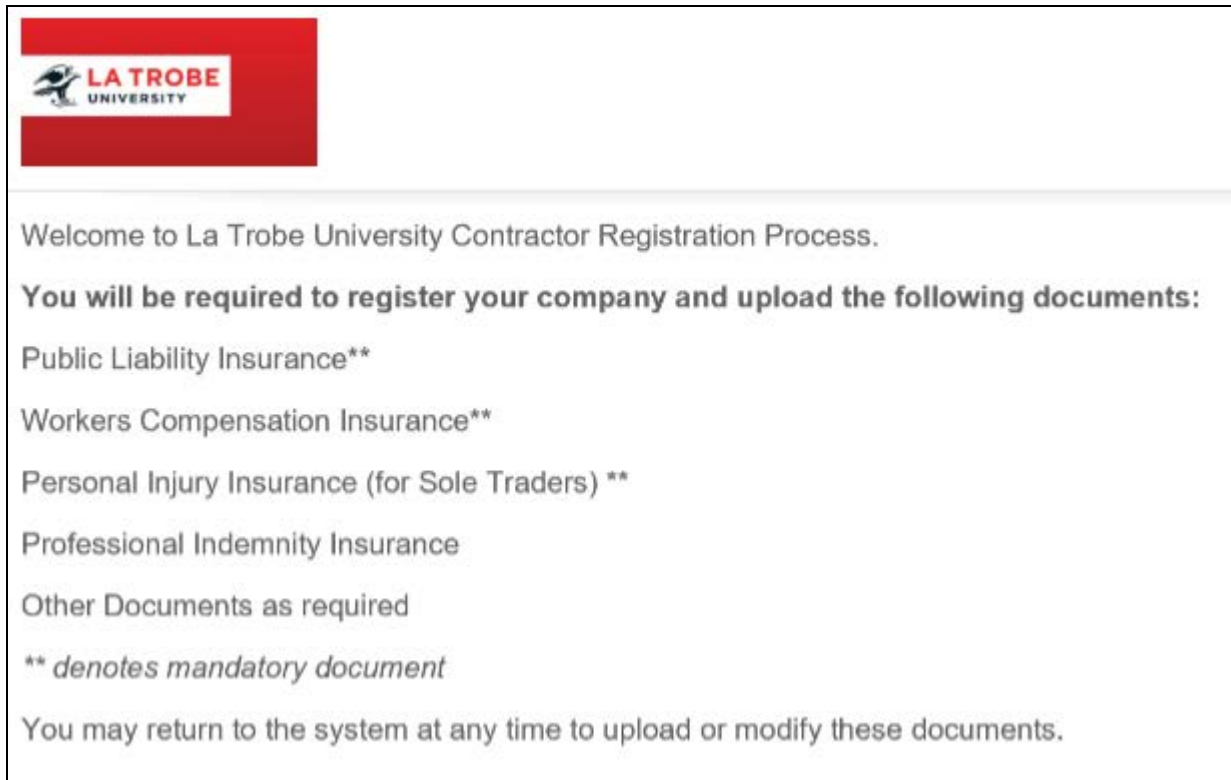 LA TROBE
UNIVERSITY
Welcome to La Trobe University Contractor Registration Process.
You will be required to register your company and upload the following documents:
Public Liability Insurance**
Workers Compensation Insurance**
Personal Injury Insurance (for Sole Traders) **
Professional Indemnity Insurance
Other Documents as required
** denotes mandatory document
You may return to the system at any time to upload or modify these documents.